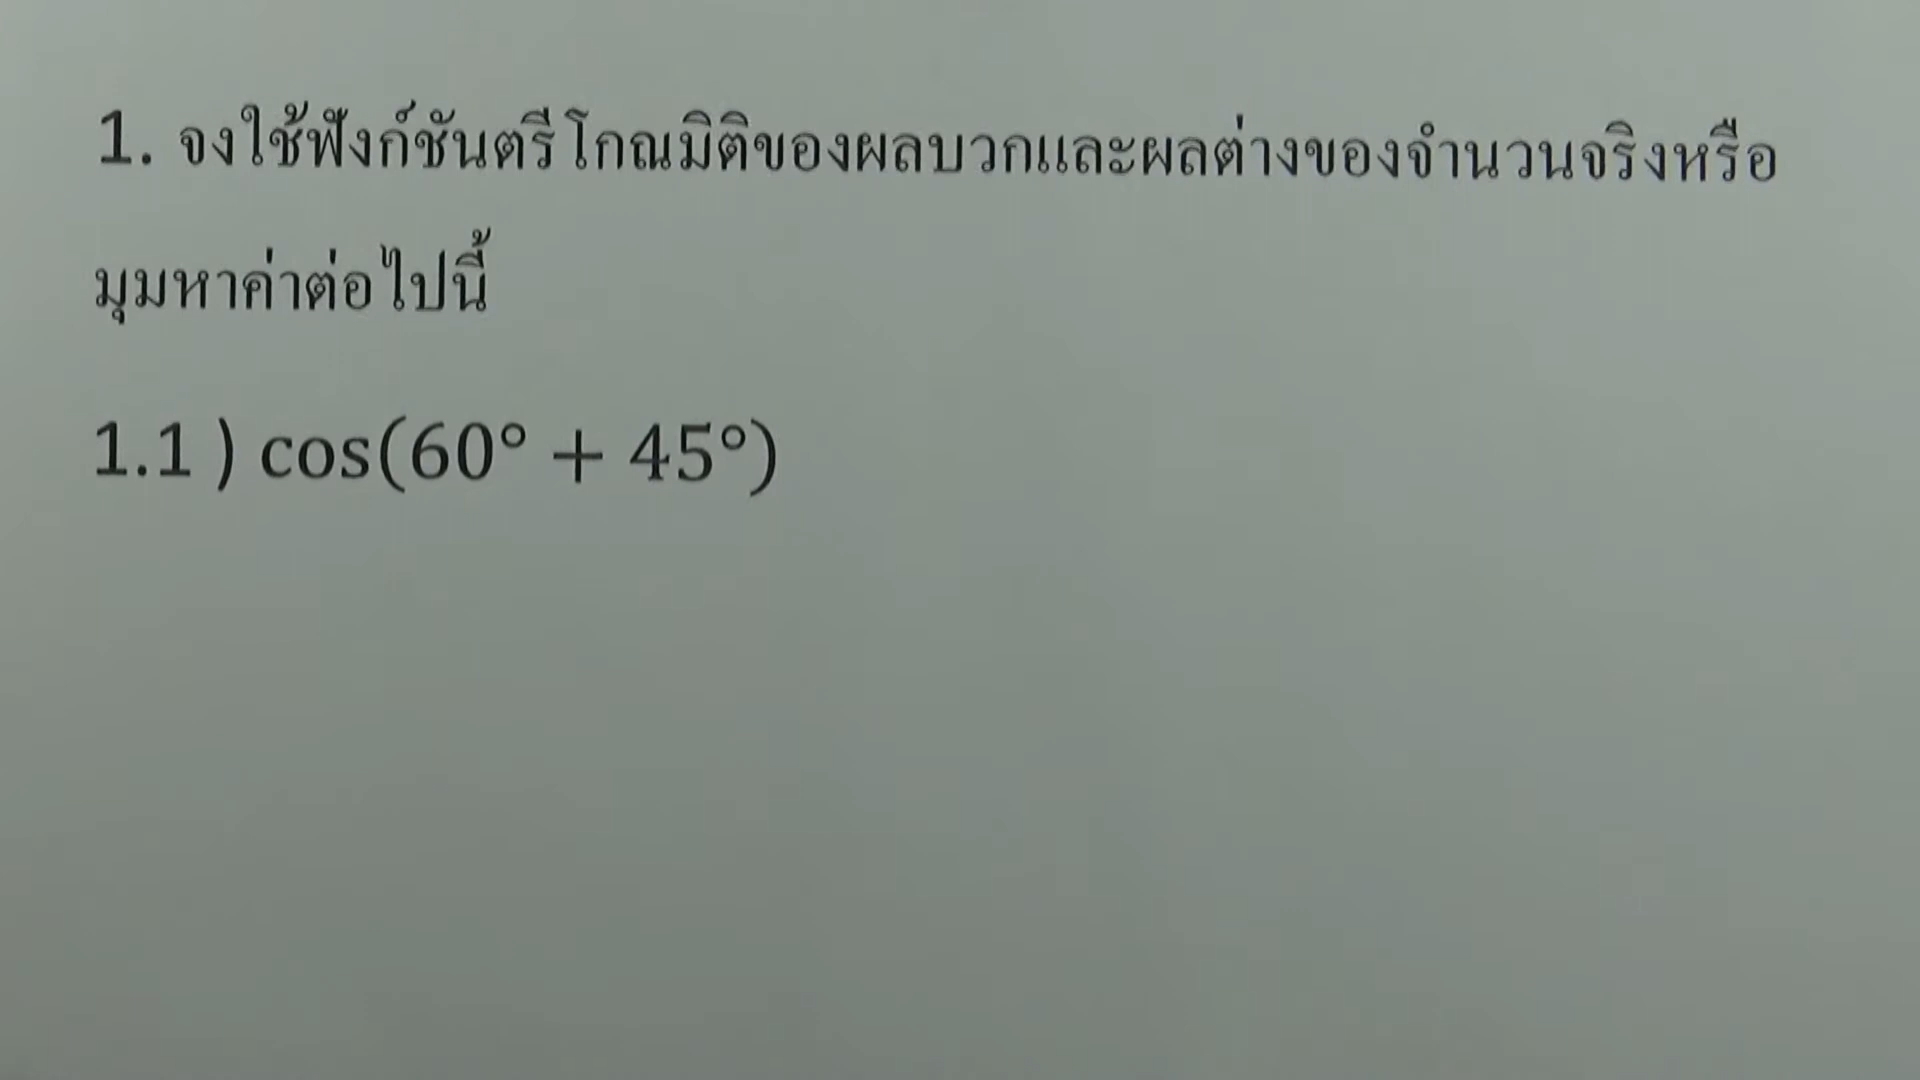 1. จงใช้ฟังก์ชันตรีโกณมิติของผลบวกและผลต่างของจำนวนจริงหรือ
มุมหาค่าต่อไปนี้
1.1 ) cos(60° + 45°)